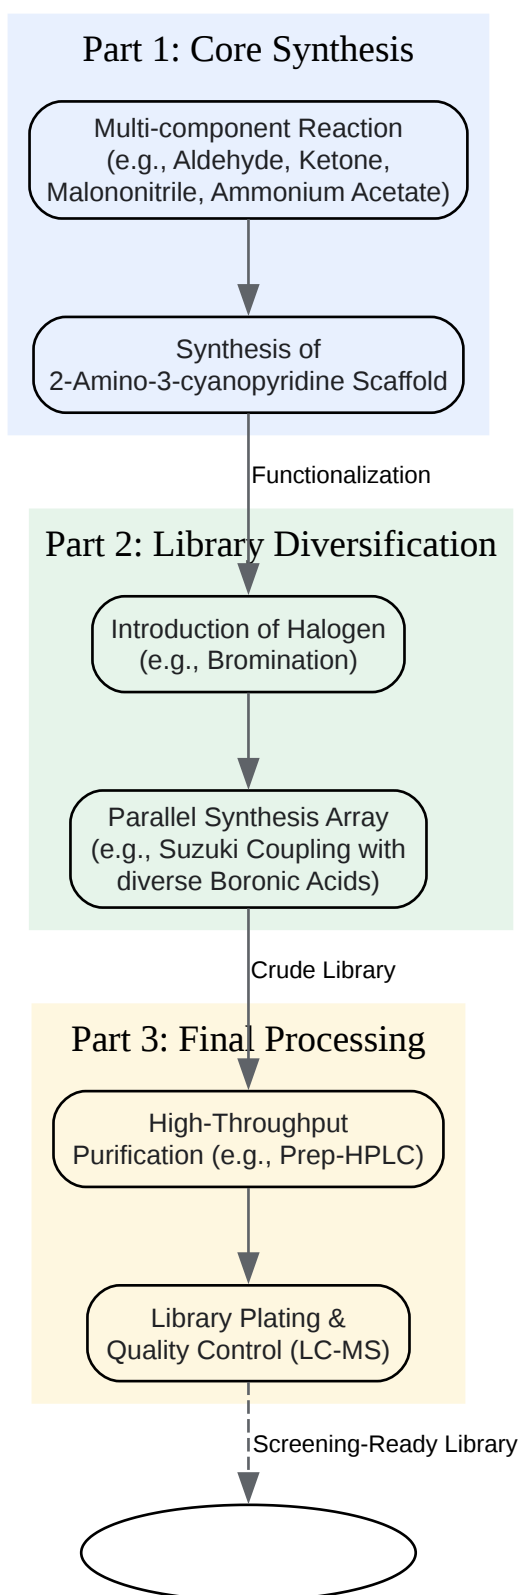 Part 1: Core Synthesis
Multi-component Reaction
(e.g., Aldehyde, Ketone,
Malononitrile, Ammonium Acetate)
Synthesis of
2-Amino-3-cyanopyridine Scaffold
Functionalization
Part 2: Library Diversification
Introduction of Halogen
(e.g., Bromination)
Parallel Synthesis Array
(e.g., Suzuki Coupling with
diverse Boronic Acids)
Crude Library
Part 3: Final Processing
High-Throughput
Purification (e.g., Prep-HPLC)
Library Plating &
Quality Control (LC-MS)
Screening-Ready Library